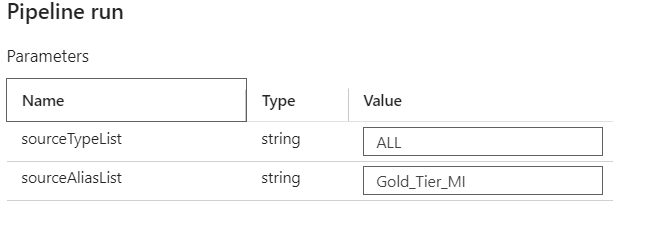 Pipeline run
Parameters
Name Type Value
sourceTypeList string ALL
sourceAliasList string Gold_Tier_MI